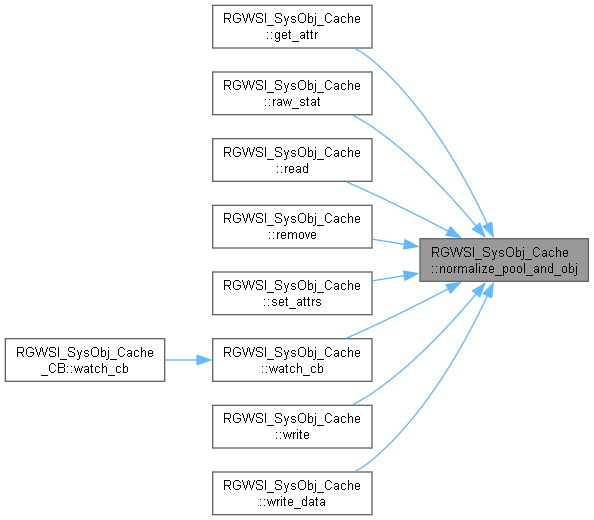 RGWSI_SysObj_Cache
::get_attr
RGWSI_SysObj_Cache
::raw_stat
RGWSI_SysObj_Cache
::read
RGWSI_SysObj_Cache
::remove
RGWSI_SysObj_Cache
::normalize_pool_and_obj
RGWSI_SysObj_Cache
::set_attrs
RGWSI_SysObj_Cache
_CB::watch_cb
RGWSI_SysObj_Cache
::watch_cb
RGWSI_SysObj_Cache
::write
RGWSI_SysObj_Cache
::write_data